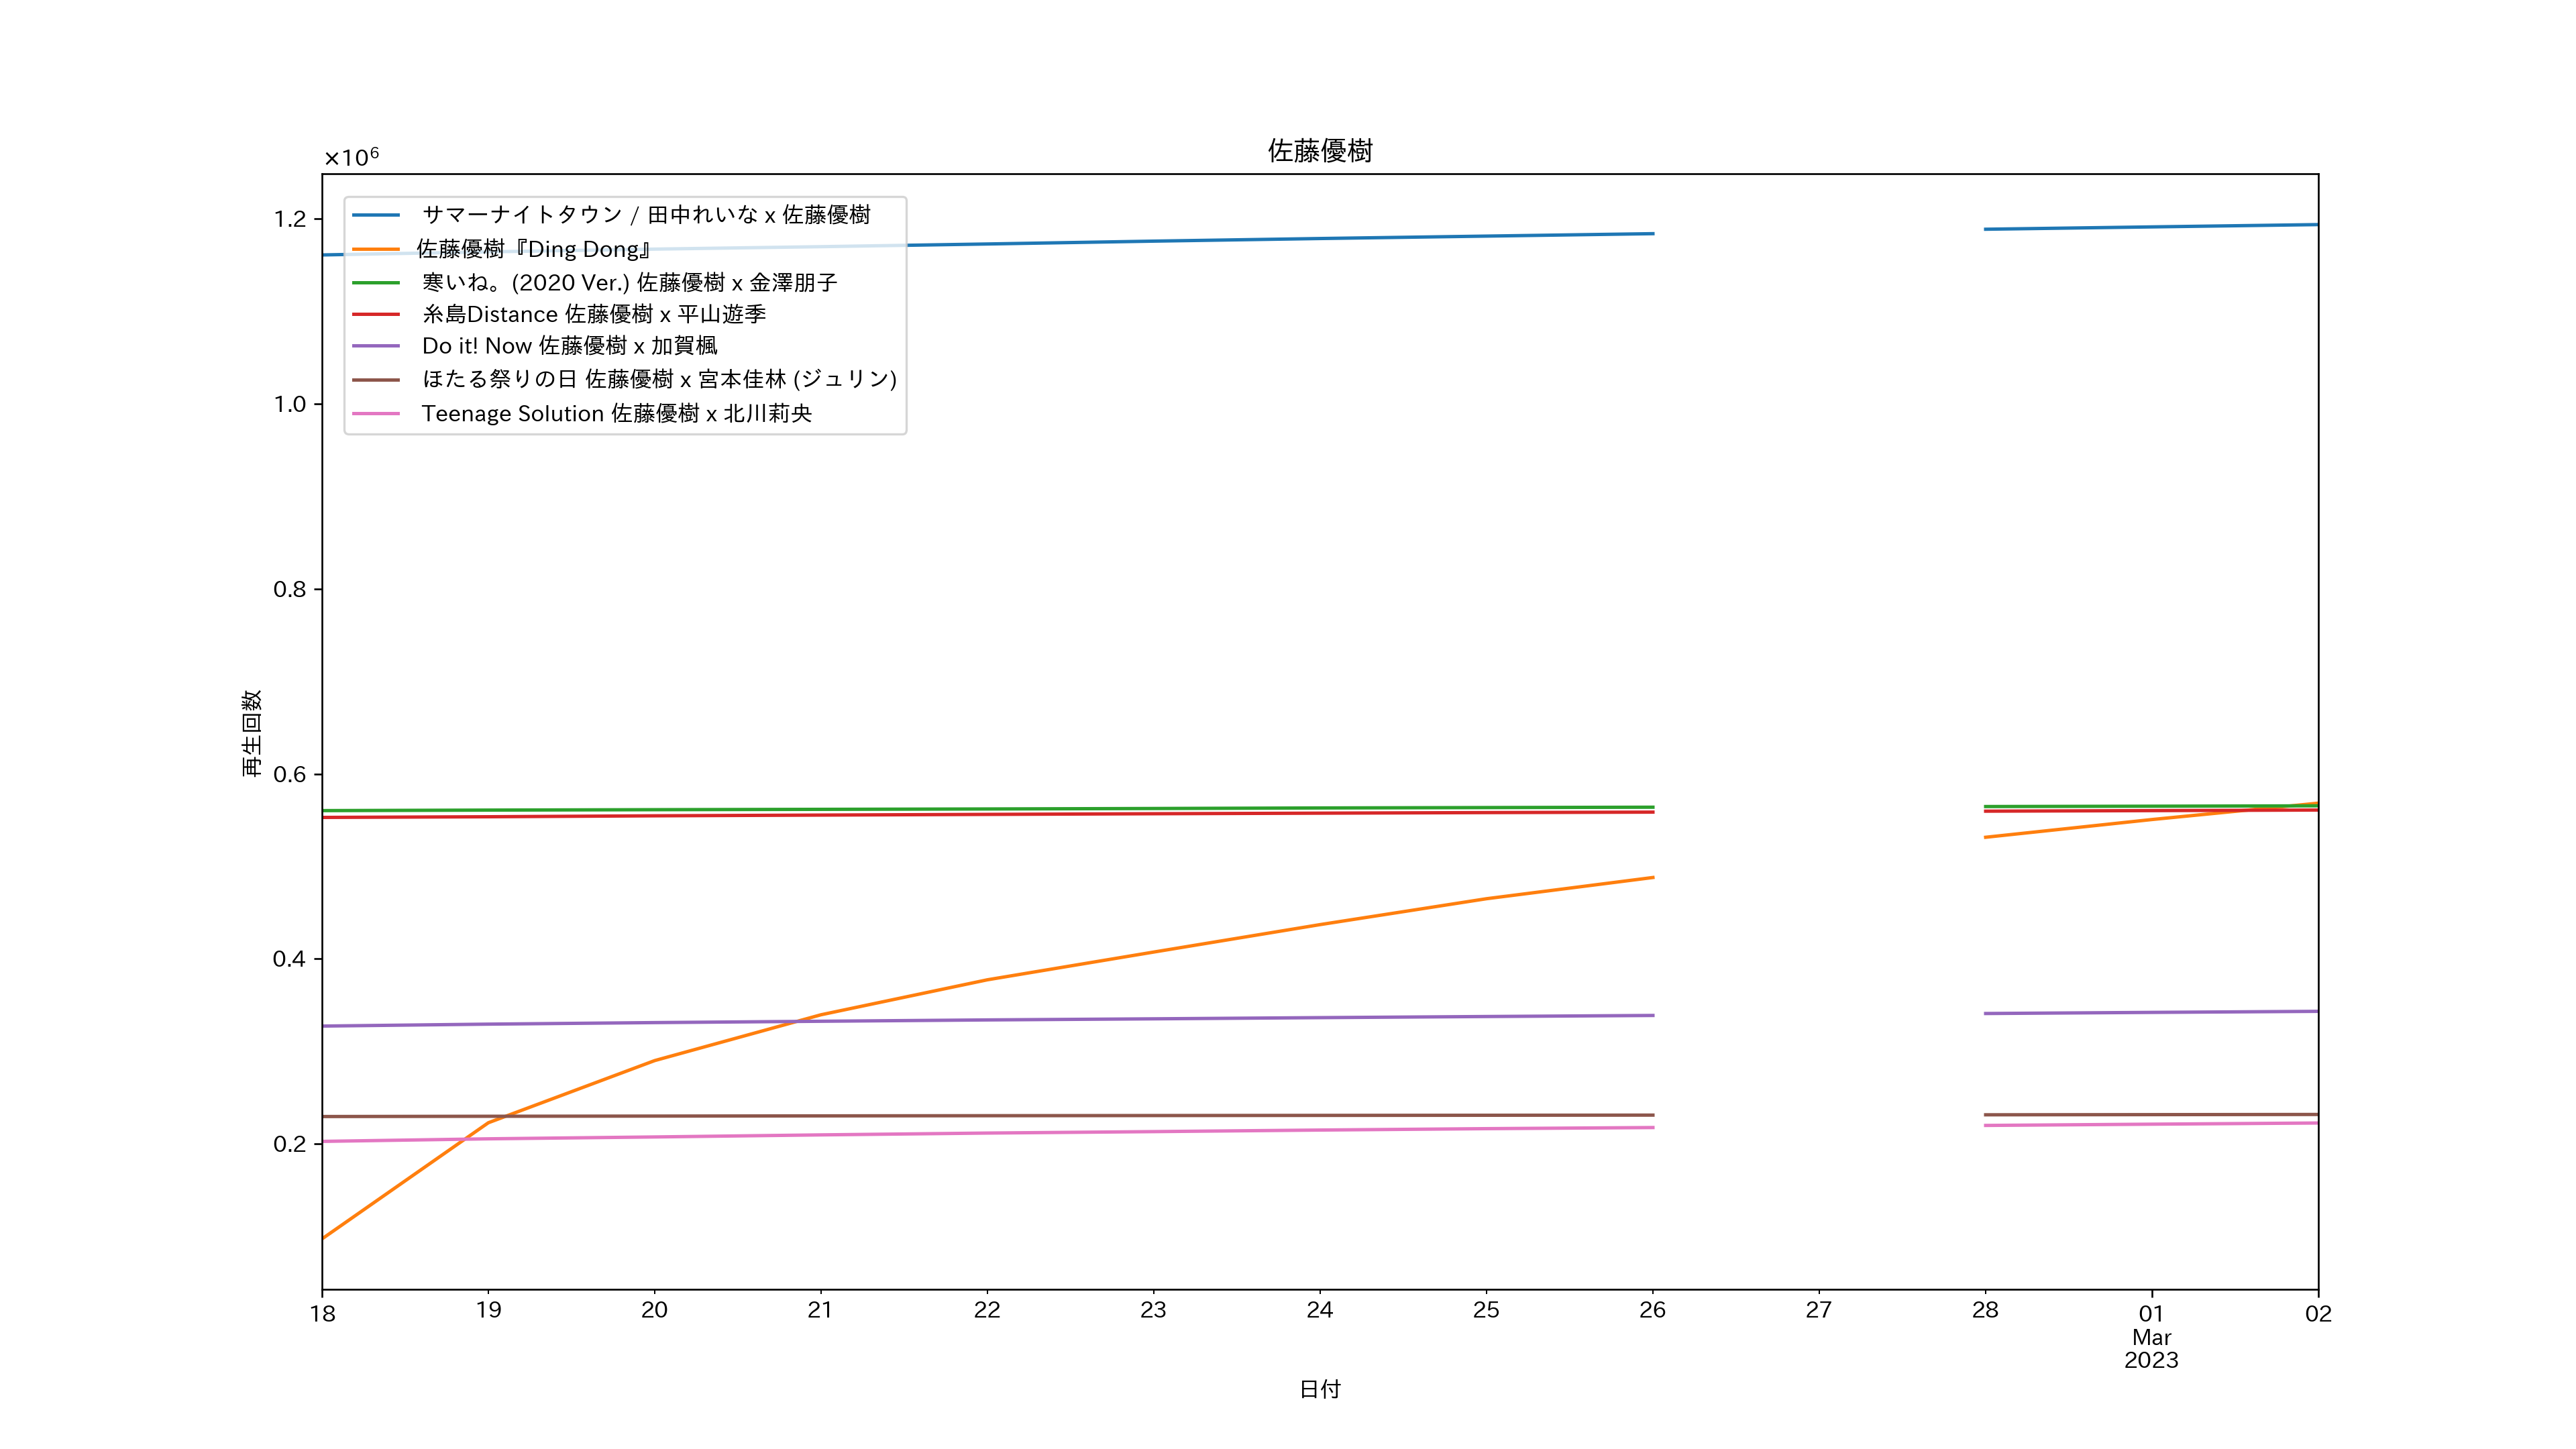 佐藤優樹
×10⁶
サマーナイトタウン / 田中れいな x 佐藤優樹
佐藤優樹『Ding Dong』
寒いね。(2020 Ver.) 佐藤優樹 x 金澤朋子
糸島Distance 佐藤優樹 x 平山遊季
Do it! Now 佐藤優樹 x 加賀楓
ほたる祭りの日 佐藤優樹 x 宮本佳林 (ジュリン)
Teenage Solution 佐藤優樹 x 北川莉央
1.2
1.0
0.8
0.6
0.4
0.2
再生回数
18 19 20 21 22 23 24 25 26 27 28 01 02
Mar
2023
日付